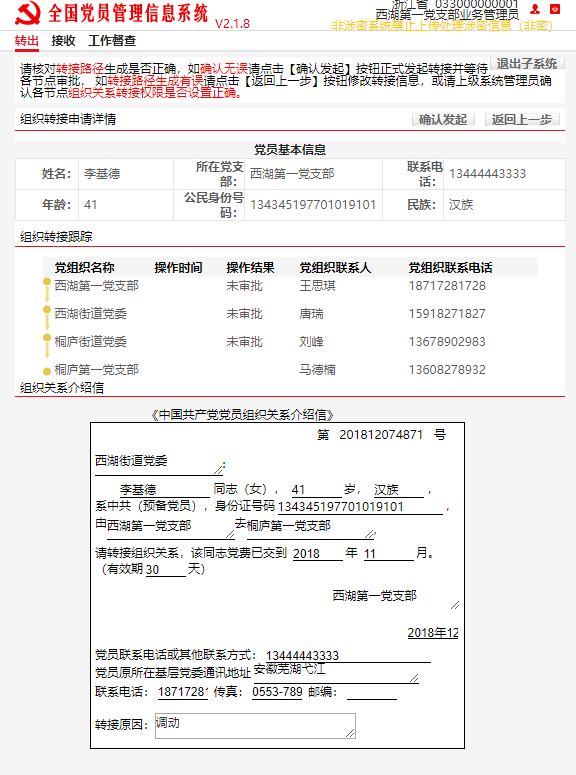 全国党员管理信息系统 V2.1.8
浙江省_033000000001
西湖第一党支部业务管理员
非涉密系统禁止上传处理涉密信息（非密）
转出 接收 工作督查
退出子系统
请核对转接路径生成是否正确，如确认无误请点击【确认发起】按钮正式发起转接并等待
各节点审批， 如转接路径生成有误请点击【返回上一步】按钮修改转接信息，或请上级系统管理员确
认各节点组织关系转接权限是否设置正确。
组织转接申请详情 确认发起 返回上一步
党员基本信息
姓名： 李基德 所在党支部： 西湖第一党支部 联系电话： 13444443333
年龄： 41 公民身份号码： 134345197701019101 民族： 汉族
组织转接跟踪
党组织名称 操作时间 操作结果 党组织联系人 党组织联系电话
西湖第一党支部 未审批 王思琪 18717281728
西湖街道党委 未审批 唐瑞 15918271827
桐庐街道党委 未审批 刘峰 13678902983
桐庐第一党支部 马德楠 13608278932
组织关系介绍信
《中国共产党党员组织关系介绍信》
第 201812074871 号
西湖街道党委：
李基德 同志（女）， 41 岁， 汉族 ，
系中共（预备党员），身份证号码 134345197701019101 ，
由西湖第一党支部 去桐庐第一党支部，
请转接组织关系，该同志党费已交到 2018 年 11 月。
（有效期 30 天）
西湖第一党支部
2018年12
党员联系电话或其他联系方式： 13444443333
党员原所在基层党委通讯地址 安徽芜湖弋江
联系电话： 18717281 传真： 0553-789 邮编：
转接原因： 调动